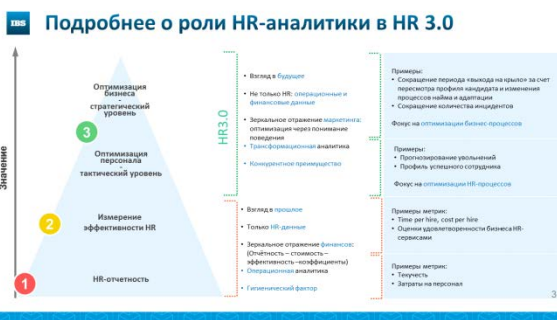 IBS
Подробнее о роли HR-аналитики в HR 3.0
Значение
Оптимизация
бизнеса
-
стратегический
уровень
3
Оптимизация
персонала
-
тактический уровень
2
Измерение
эффективности HR
1
HR-отчетность
HR3.0
• Взгляд в будущее
• Не только HR: операционные и
финансовые данные
• Зеркальное отражение маркетинга:
оптимизация через понимание
поведения
• Трансформационная аналитика
• Конкурентное преимущество
• Взгляд в прошлое
• Только HR-данные
• Зеркальное отражение финансов:
(Отчётность – стоимость –
эффективность –коэффициенты)
• Операционная аналитика
• Гигиенический фактор
Примеры:
• Сокращение периода «выхода на крыло» за счет
пересмотра профиля кандидата и изменения
процессов найма и адаптации
• Сокращение количества инцидентов
Фокус на оптимизации бизнес-процессов
Примеры:
• Прогнозирование увольнений
• Профиль успешного сотрудника
Фокус на оптимизации HR-процессов
Примеры метрик:
• Time per hire, cost per hire
• Оценки удовлетворенности бизнеса HR-
сервисами
Примеры метрик:
• Текучесть
• Затраты на персонал
3